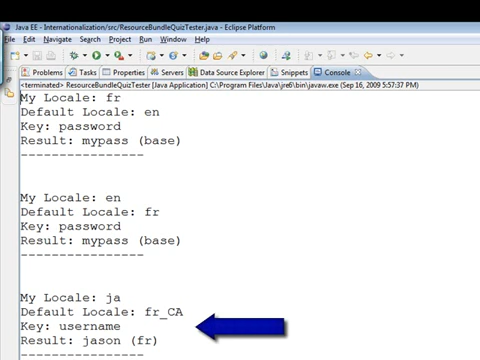 Java EE - Internationalization/src/ResourceBundleQuizTester.java - Eclipse Platform
File Edit Navigate Search Project Run Window Help
Problems Tasks Properties Servers Data Source Explorer Snippets Console
<terminated> ResourceBundleQuizTester [Java Application] C:\Program Files\Java\jre6\bin\javaw.exe (Sep 16, 2009 5:57:37 PM)
My Locale: fr
Default Locale: en
Key: password
Result: mypass (base)
----------------
My Locale: en
Default Locale: fr
Key: password
Result: mypass (base)
----------------
My Locale: ja
Default Locale: fr_CA
Key: username
Result: jason (fr)
----------------